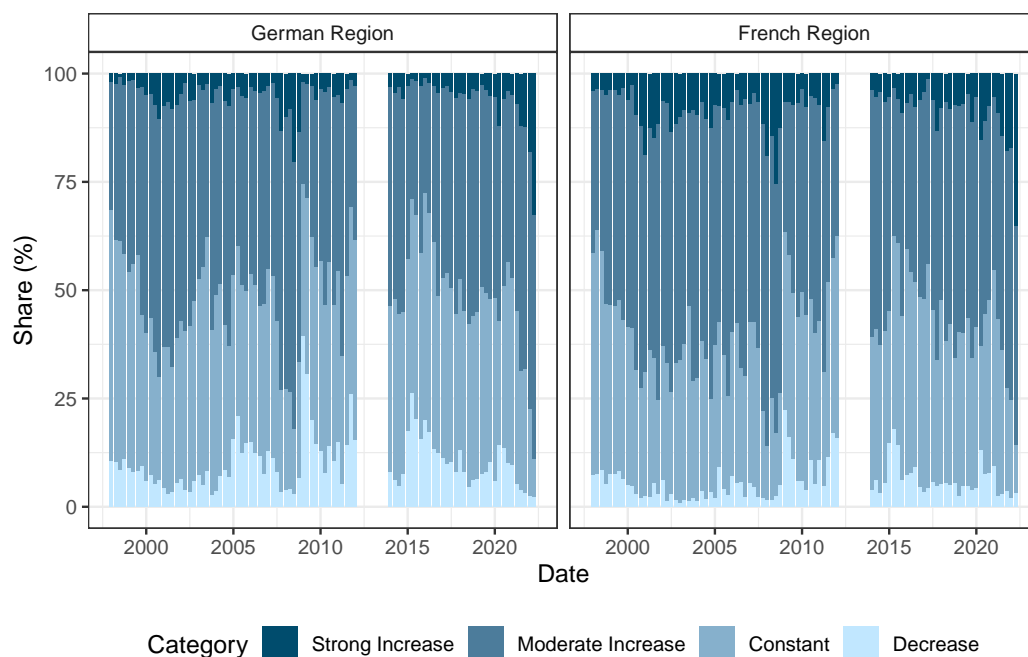 German Region French Region
100
75
50
25
0
Share (%)
2000 2005 2010 2015 2020 2000 2005 2010 2015 2020
Date
Category Strong Increase Moderate Increase Constant Decrease